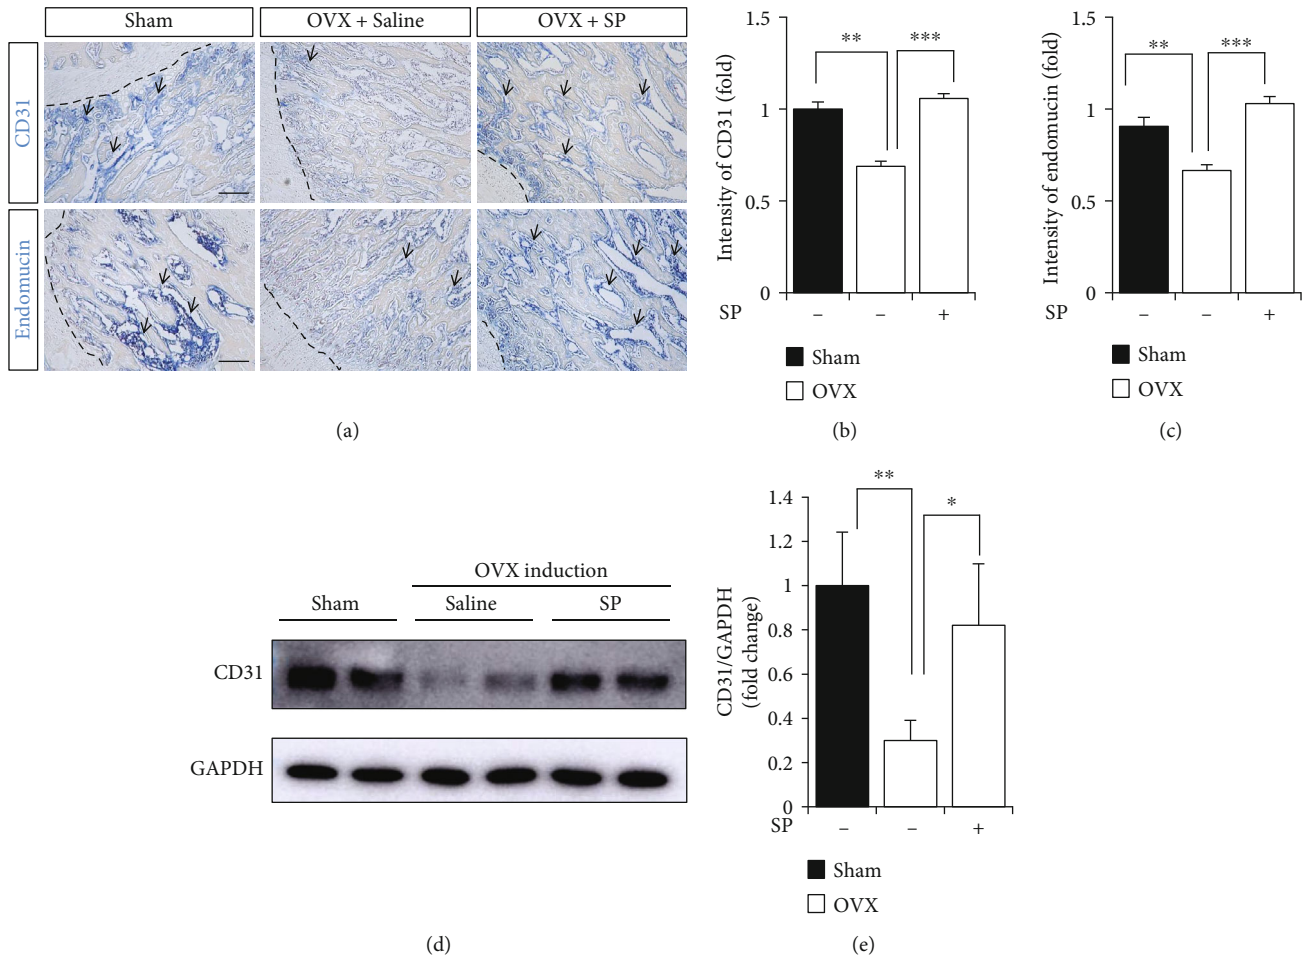 Sham
OVX + Saline
OVX + SP
CD31
Endomucin
(a)
1.5
1
0.5
0
Intensity of CD31 (fold)
**
***
SP
–
–
+
Sham
OVX
(b)
1.5
1
0.5
0
Intensity of endomucin (fold)
**
***
–
–
+
Sham
OVX
(c)
OVX induction
Sham
Saline
SP
CD31
GAPDH
(d)
1.4
1.2
1
0.8
0.6
0.4
0.2
0
CD31/GAPDH
(fold change)
**
*
SP
–
–
+
Sham
OVX
(e)